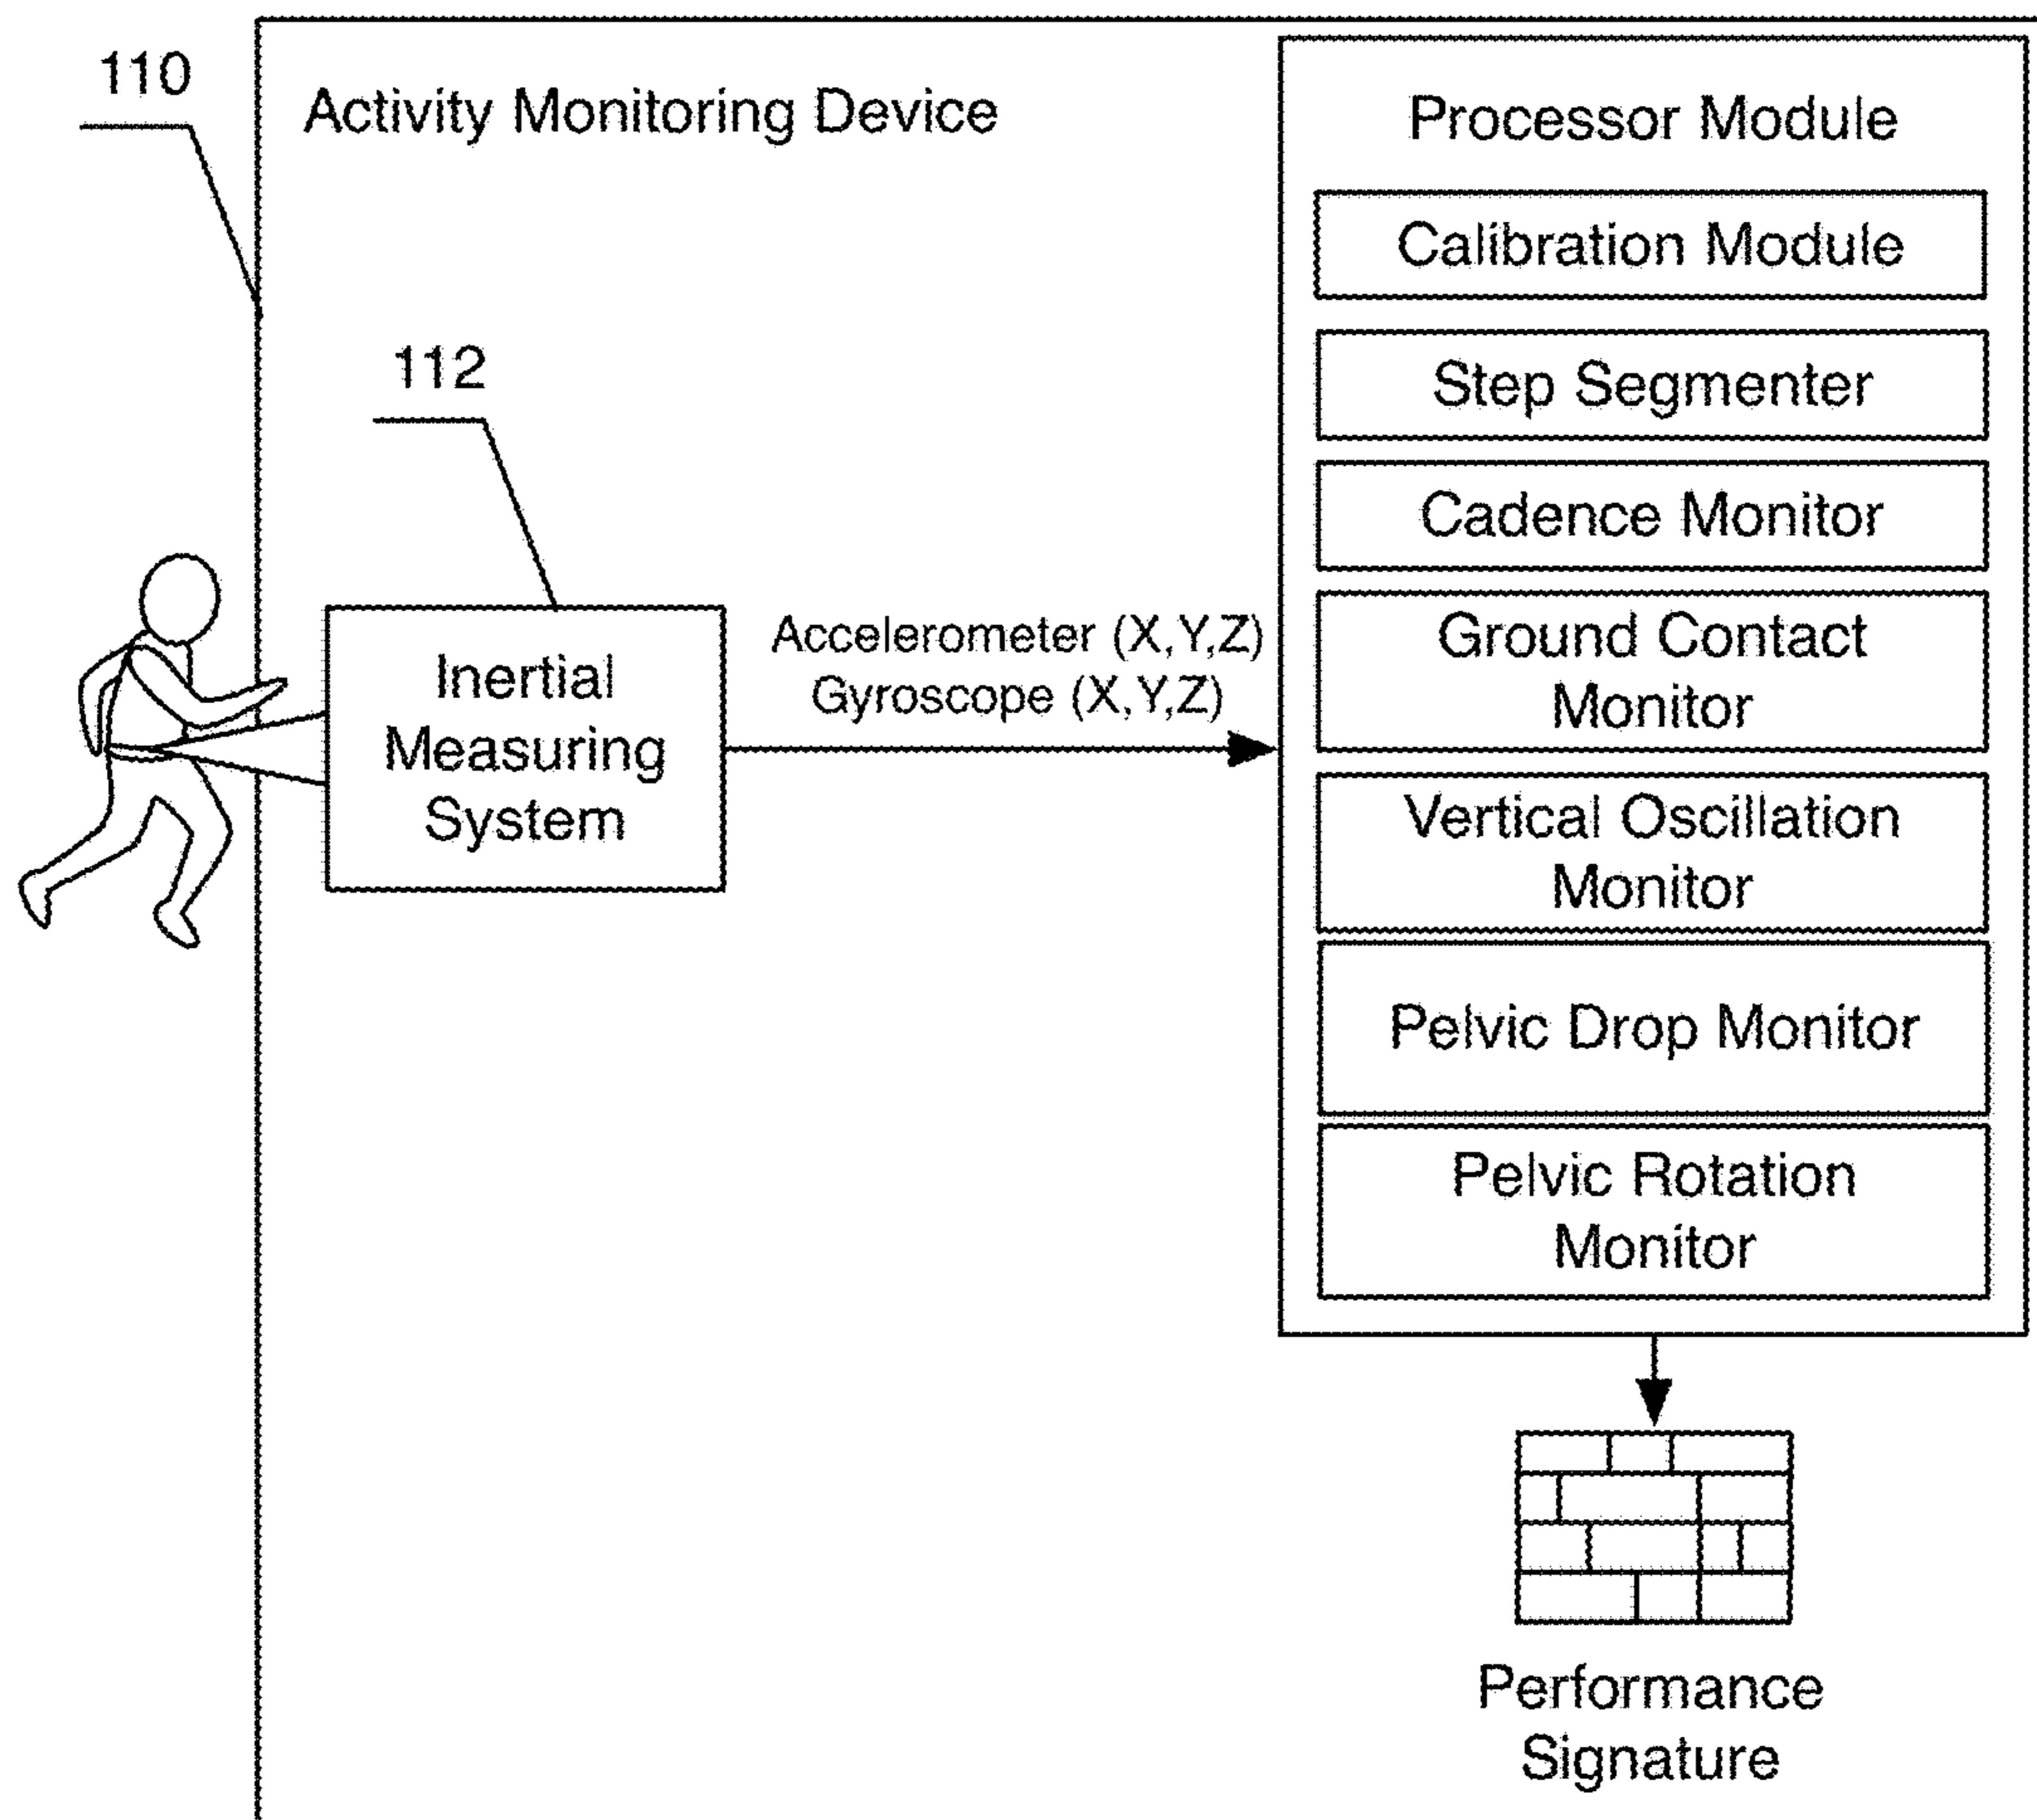 110
Activity Monitoring Device
Processor Module
Calibration Module
Step Segmenter
112
Cadence Monitor
Inertial
Measuring
System
Accelerometer (X,Y,Z)
Gyroscope (X,Y,Z)
Ground Contact
Monitor
Vertical Oscillation
Monitor
Pelvic Drop Monitor
Pelvic Rotation
Monitor
Performance
Signature